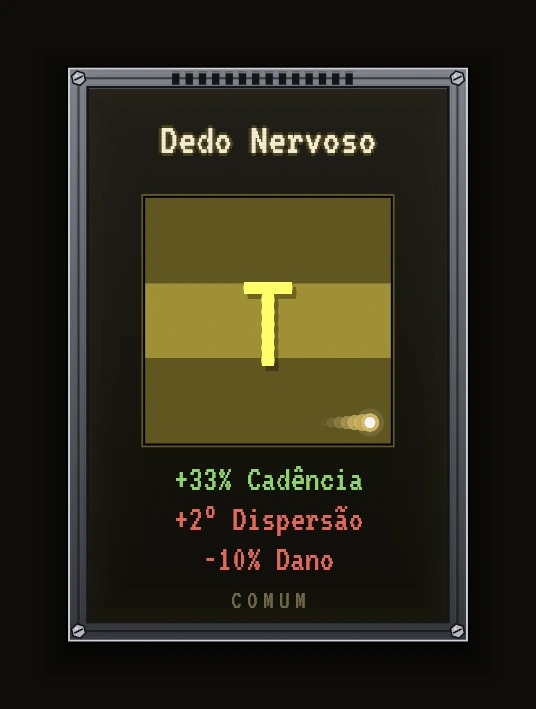 Dedo Nervoso
T
+33% Cadência
+2° Dispersão
-10% Dano
COMUM